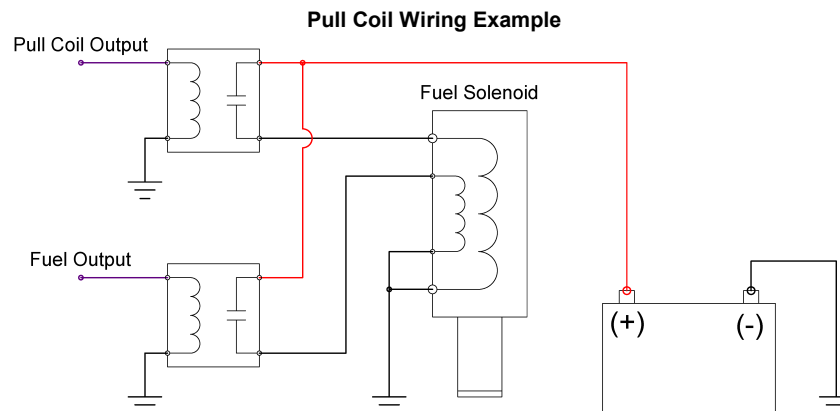 Pull Coil Wiring Example
Pull Coil Output
Fuel Solenoid
Fuel Output
(+) (-)